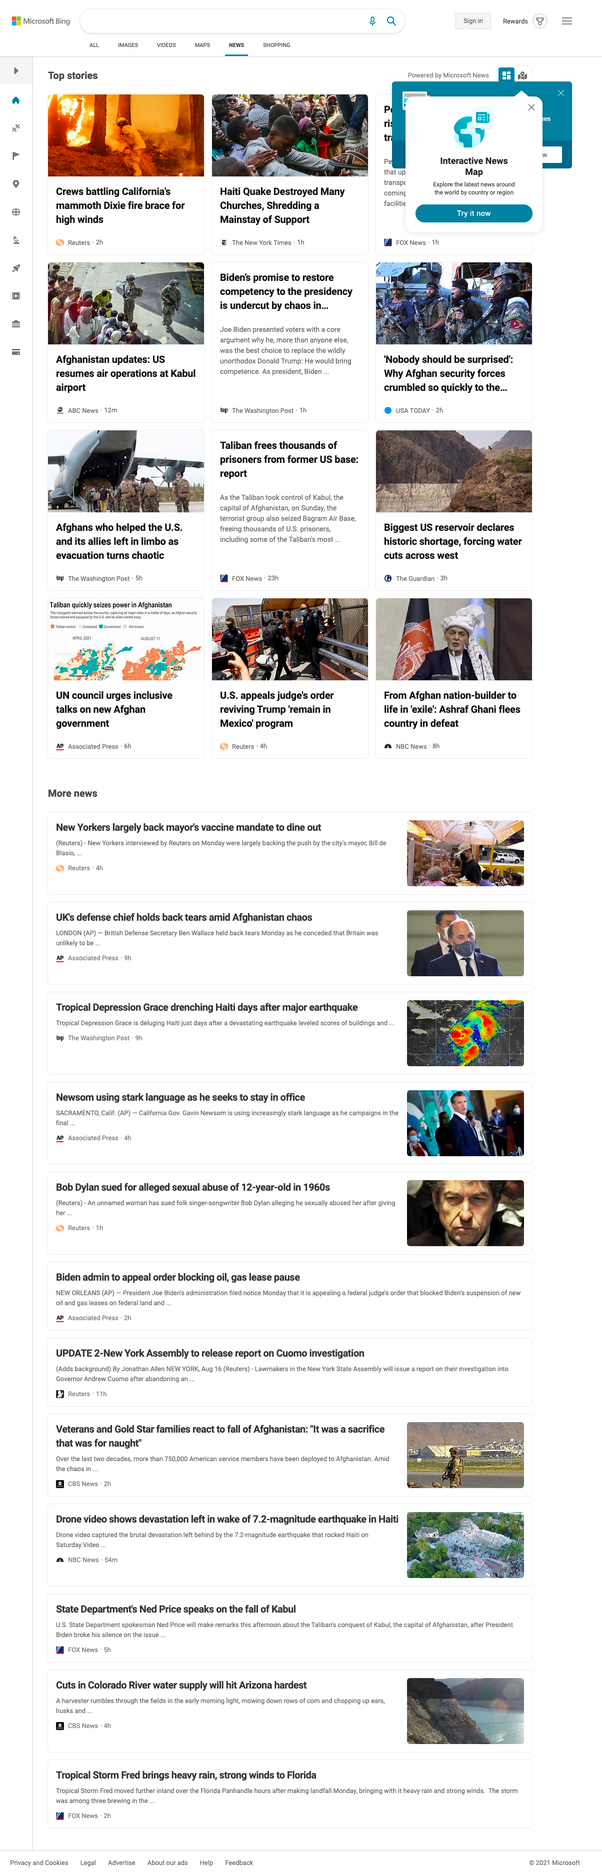 Microsoft Bing
Sign in
Rewards
ALL
IMAGES
VIDEOS
MAPS
NEWS
SHOPPING
Top stories
Powered by Microsoft News
Interactive News
Map
Explore the latest news around
the world by country or region
Try it now
Crews battling California's
mammoth Dixie fire brace for
high winds
Reuters · 2h
Haiti Quake Destroyed Many
Churches, Shredding a
Mainstay of Support
The New York Times · 1h
FOX News · 1h
Afghanistan updates: US
resumes air operations at Kabul
airport
ABC News · 12m
Biden's promise to restore
competency to the presidency
is undercut by chaos in...
Joe Biden presented voters with a core
argument why he, more than anyone else,
was the best choice to replace the wildly
unorthodox Donald Trump: He would bring
competence. As president, Biden ...
The Washington Post · 1h
'Nobody should be surprised':
Why Afghan security forces
crumbled so quickly to the...
USA TODAY · 2h
Afghans who helped the U.S.
and its allies left in limbo as
evacuation turns chaotic
The Washington Post · 5h
Taliban frees thousands of
prisoners from former US base:
report
As the Taliban took control of Kabul, the
capital of Afghanistan, on Sunday, the
terrorist group also seized Bagram Air Base,
freeing thousands of U.S. prisoners,
including some of the Taliban's most ...
FOX News · 23h
Biggest US reservoir declares
historic shortage, forcing water
cuts across west
The Guardian · 3h
Taliban quickly seizes power in Afghanistan
APRIL 2021
AUGUST 11
UN council urges inclusive
talks on new Afghan
government
AP Associated Press · 6h
U.S. appeals judge's order
reviving Trump 'remain in
Mexico' program
Reuters · 4h
From Afghan nation-builder to
life in 'exile': Ashraf Ghani flees
country in defeat
NBC News · 8h
More news
New Yorkers largely back mayor's vaccine mandate to dine out
(Reuters) - New Yorkers interviewed by Reuters on Monday were largely backing the push by the city's mayor, Bill de
Blasio, ...
Reuters · 4h
UK's defense chief holds back tears amid Afghanistan chaos
LONDON (AP) — British Defense Secretary Ben Wallace held back tears Monday as he conceded that Britain was
unlikely to be ...
AP Associated Press · 9h
Tropical Depression Grace drenching Haiti days after major earthquake
Tropical Depression Grace is deluging Haiti just days after a devastating earthquake leveled scores of buildings and ...
The Washington Post · 9h
Newsom using stark language as he seeks to stay in office
SACRAMENTO, Calif. (AP) — California Gov. Gavin Newsom is using increasingly stark language as he campaigns in the
final ...
AP Associated Press · 4h
Bob Dylan sued for alleged sexual abuse of 12-year-old in 1960s
(Reuters) - An unnamed woman has sued folk singer-songwriter Bob Dylan alleging he sexually abused her after giving
her ...
Reuters · 1h
Biden admin to appeal order blocking oil, gas lease pause
NEW ORLEANS (AP) — President Joe Biden's administration filed notice Monday that it is appealing a federal judge's order that blocked Biden's suspension of new
oil and gas leases on federal land and ...
AP Associated Press · 2h
UPDATE 2-New York Assembly to release report on Cuomo investigation
(Adds background) By Jonathan Allen NEW YORK, Aug 16 (Reuters) - Lawmakers in the New York State Assembly will issue a report on their investigation into
Governor Andrew Cuomo after abandoning an ...
Reuters · 11h
Veterans and Gold Star families react to fall of Afghanistan: "It was a sacrifice
that was for naught"
Over the last two decades, more than 750,000 American service members have been deployed to Afghanistan. Amid
the chaos in ...
CBS News · 2h
Drone video shows devastation left in wake of 7.2-magnitude earthquake in Haiti
Drone video captured the brutal devastation left behind by the 7.2-magnitude earthquake that rocked Haiti on
Saturday.Video ...
NBC News · 54m
State Department's Ned Price speaks on the fall of Kabul
U.S. State Department spokesman Ned Price will make remarks this afternoon about the Taliban's conquest of Kabul, the capital of Afghanistan, after President
Biden broke his silence on the issue ...
FOX News · 5h
Cuts in Colorado River water supply will hit Arizona hardest
A harvester rumbles through the fields in the early morning light, mowing down rows of corn and chopping up ears,
husks and ...
CBS News · 4h
Tropical Storm Fred brings heavy rain, strong winds to Florida
Tropical Storm Fred moved further inland over the Florida Panhandle hours after making landfall Monday, bringing with it heavy rain and strong winds. The storm
was among three brewing in the ...
FOX News · 2h
Privacy and Cookies
Legal
Advertise
About our ads
Help
Feedback
© 2021 Microsoft